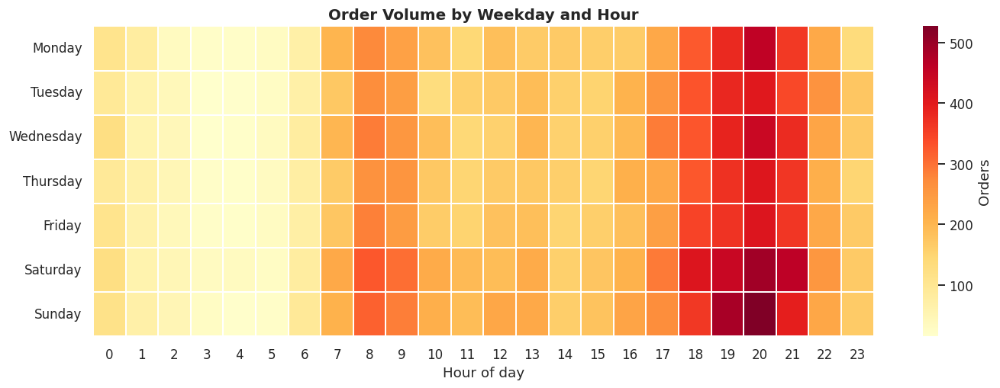 Order Volume by Weekday and Hour
Monday
Tuesday
Wednesday
Thursday
Friday
Saturday
Sunday
0 1 2 3 4 5 6 7 8 9 10 11 12 13 14 15 16 17 18 19 20 21 22 23
Hour of day
500
400
300
200
100
Orders